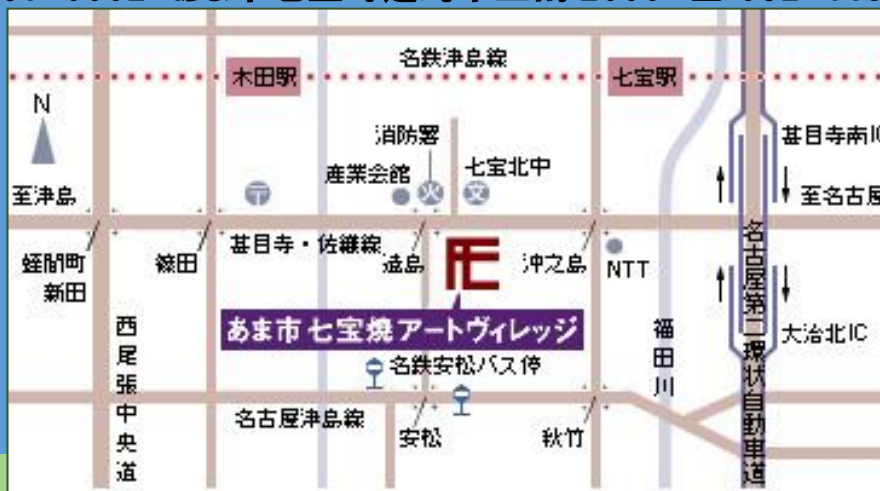 名鉄津島線
木田駅
七宝駅
N
消防署
甚目寺南IC
産業会館
七宝北中
〒
火
文
至津島
至名古屋
蛭間町
新田
篠田
甚目寺・佐織線
遠島
沖之島
NTT
名古屋第二環状自動車道
あま市七宝焼アートヴィレッジ
西尾張中央道
福田川
大治北IC
名鉄安松バス停
名古屋津島線
安松
秋竹